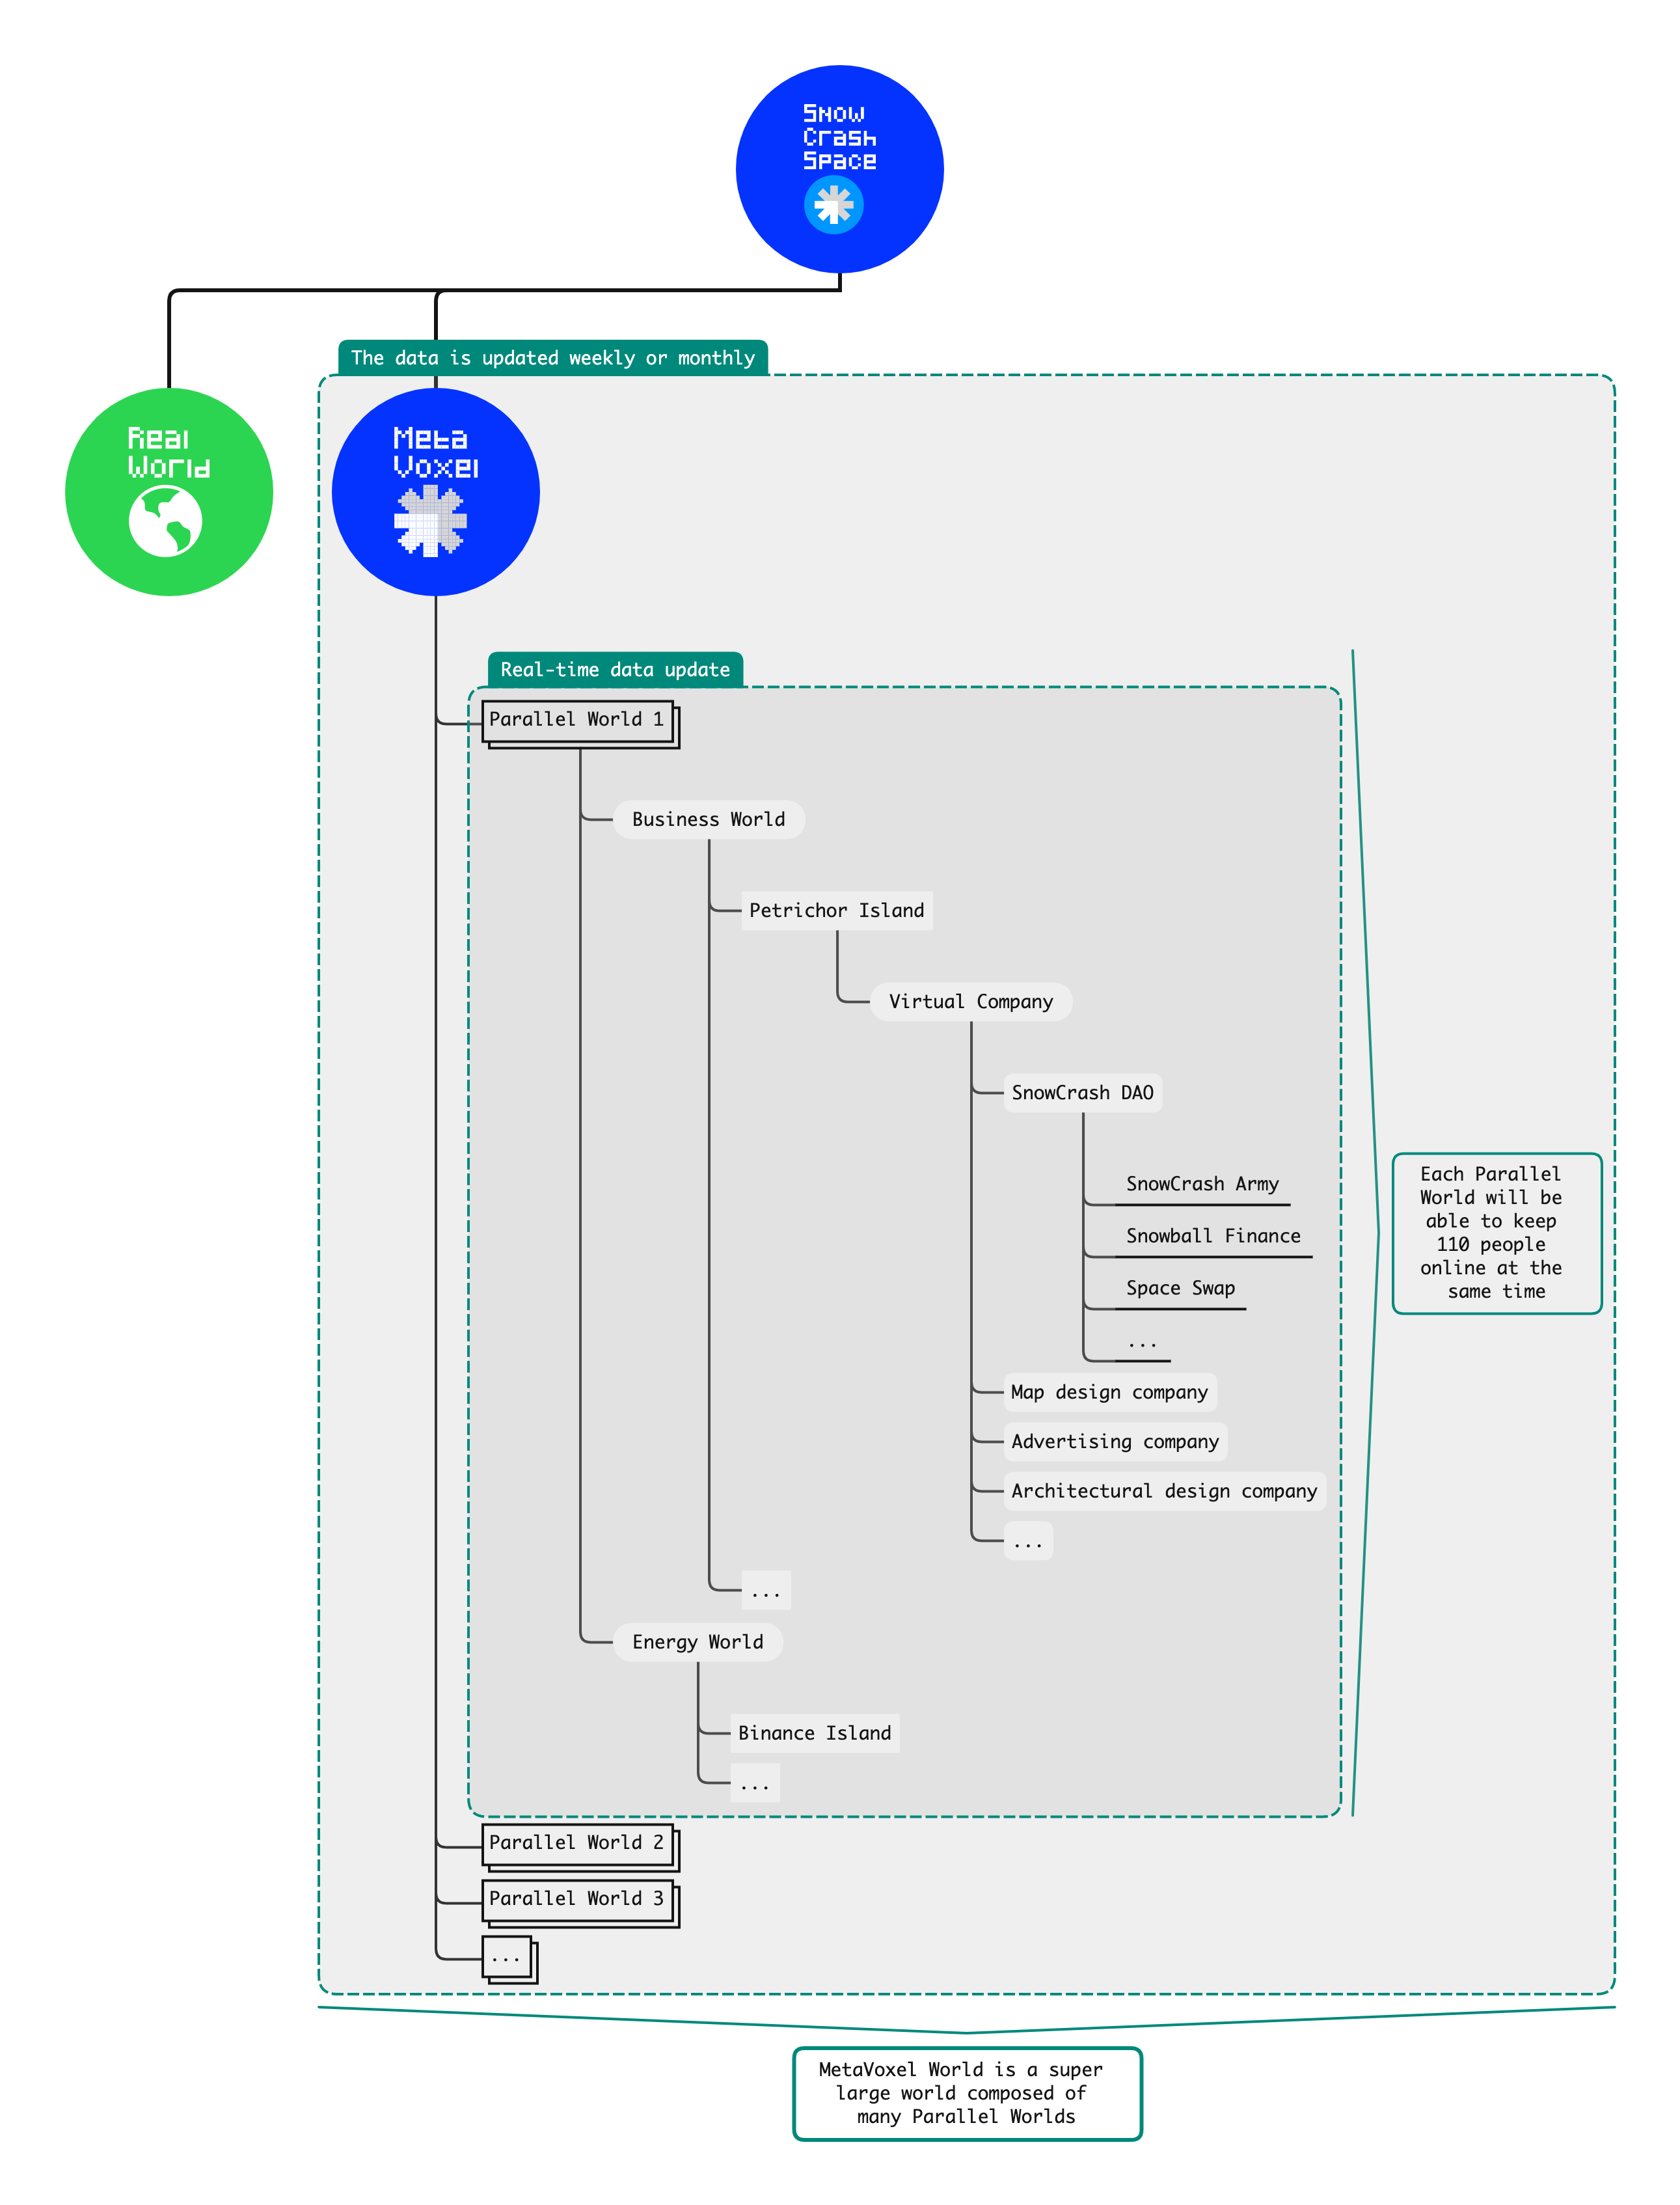 Snow
Crash
Space
The data is updated weekly or monthly
Real
World
Meta
Voxel
Real-time data update
Parallel World 1
Business World
Petrichor Island
Virtual Company
SnowCrash DAO
SnowCrash Army
Snowball Finance
Space Swap
...
Map design company
Advertising company
Architectural design company
...
...
Energy World
Binance Island
...
Each Parallel
World will be
able to keep
110 people
online at the
same time
Parallel World 2
Parallel World 3
...
MetaVoxel World is a super
large world composed of
many Parallel Worlds